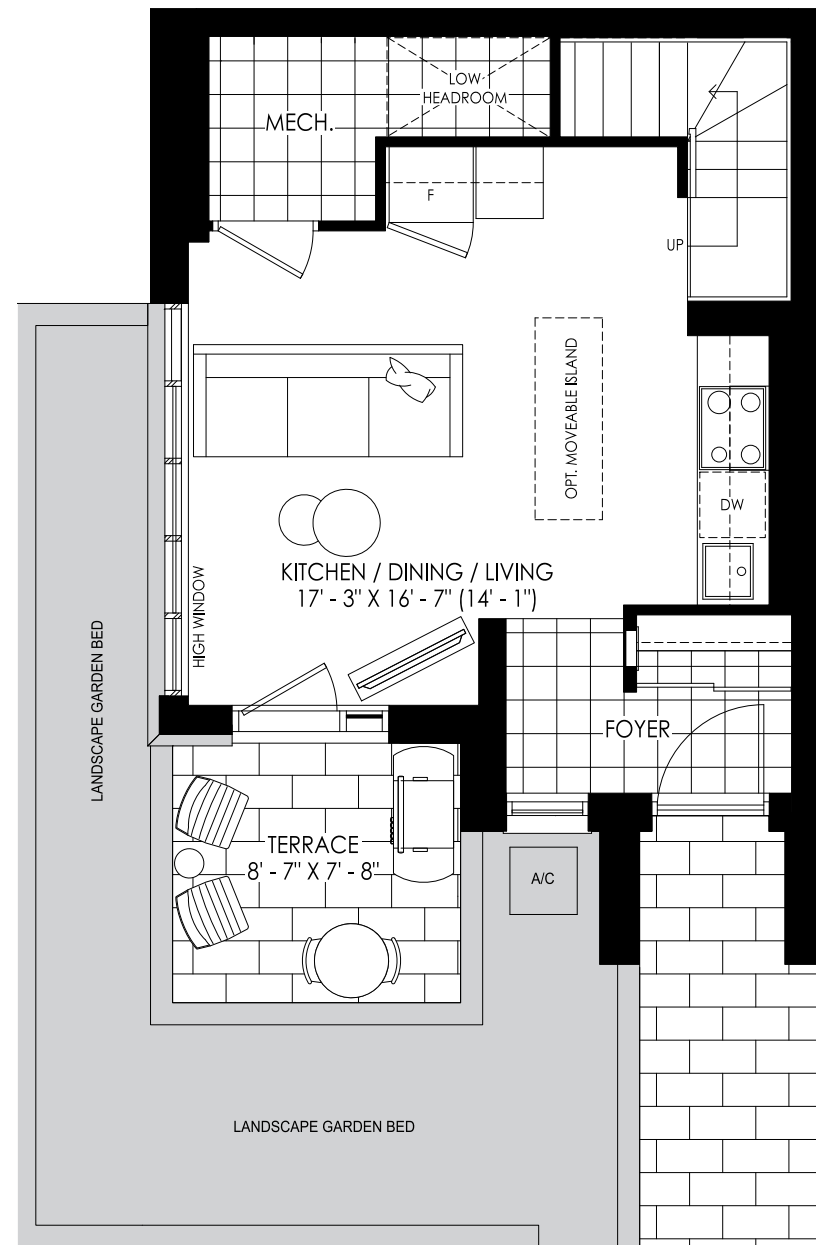 LOW
HEADROOM
MECH.
F
UP
OPT. MOVEABLE ISLAND
DW
KITCHEN / DINING / LIVING
17' - 3" X 16' - 7" (14' - 1")
HIGH WINDOW
LANDSCAPE GARDEN BED
FOYER
TERRACE
8' - 7" X 7' - 8"
A/C
LANDSCAPE GARDEN BED